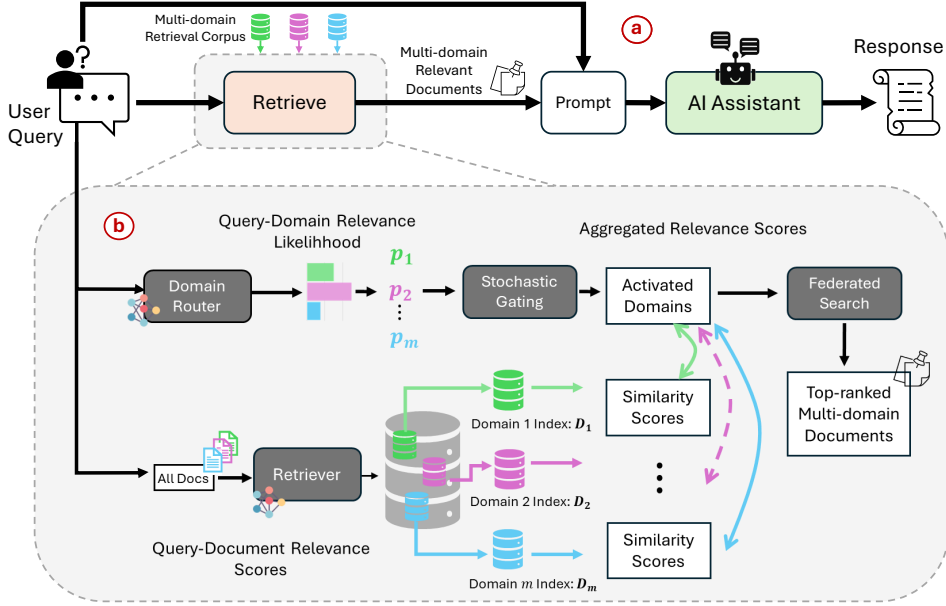 Multi-domain
Retrieval Corpus
a
?
User
Query
Retrieve
Multi-domain
Relevant
Documents
Prompt
AI Assistant
Response
b
Query-Domain Relevance
Likelihhood
Aggregated Relevance Scores
Domain
Router
p1
p2
⋮
pm
Stochastic
Gating
Activated
Domains
Federated
Search
Top-ranked
Multi-domain
Documents
Similarity
Scores
Domain 1 Index: D1
All Docs
Retriever
Domain 2 Index: D2
⋮
Query-Document Relevance
Scores
Similarity
Scores
Domain m Index: Dm